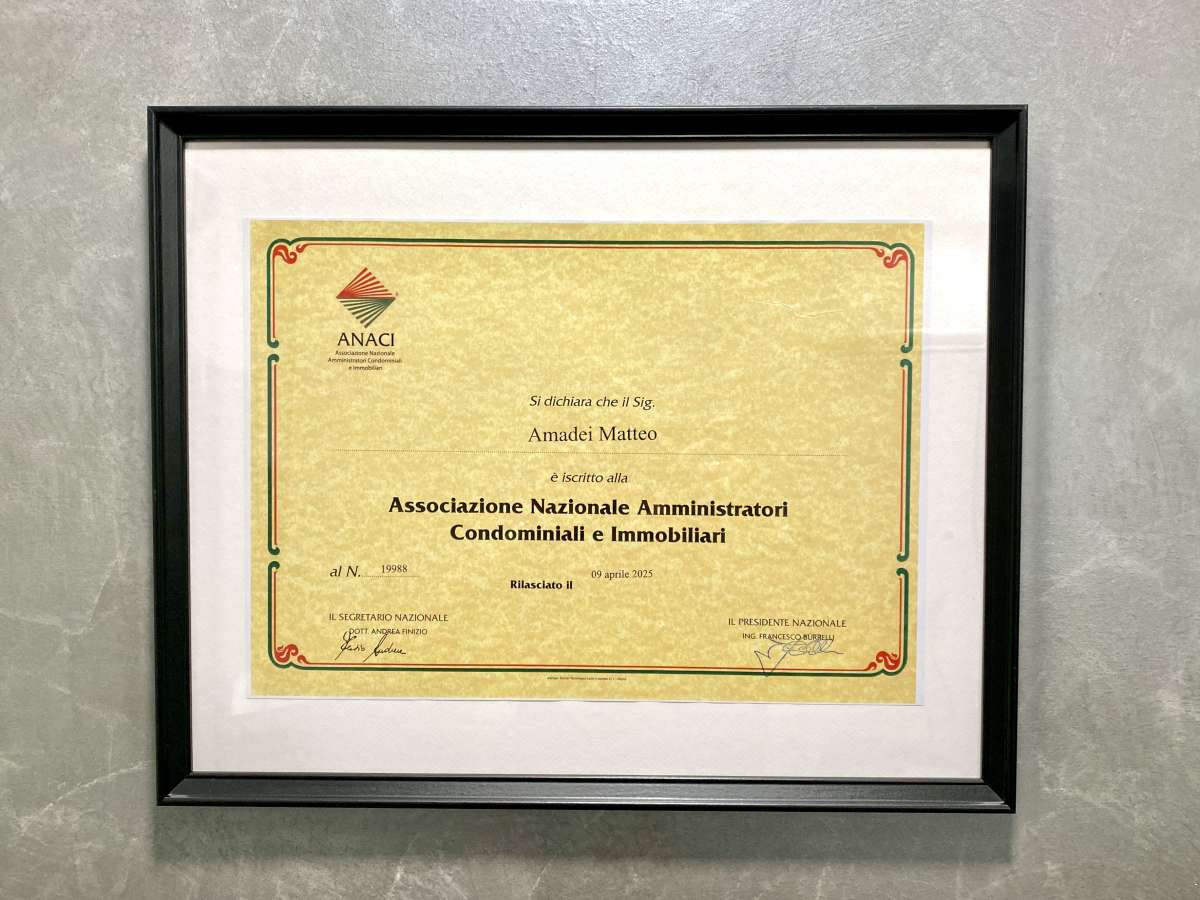 ANACI
Associazione Nazionale
Amministratori Condominiali
e Immobiliari
Si dichiara che il Sig.
Amadei Matteo
è iscritto alla
Associazione Nazionale Amministratori
Condominiali e Immobiliari
al N. 19988
Rilasciato il 09 aprile 2025
IL SEGRETARIO NAZIONALE
DOTT. ANDREA FINIZIO
IL PRESIDENTE NAZIONALE
ING. FRANCESCO BURRELLI